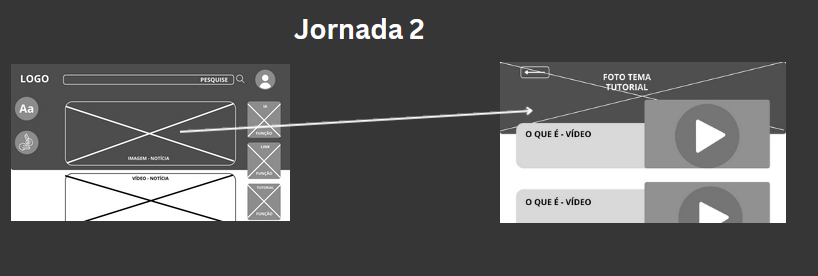 Jornada 2
LOGO
PESQUISE
Aa
IMAGEM - NOTÍCIA
VÍDEO - NOTÍCIA
IA
FUNÇÃO
LINK
FUNÇÃO
TUTORIAL
FUNÇÃO
FOTO TEMA
TUTORIAL
O QUE É - VÍDEO
O QUE É - VÍDEO